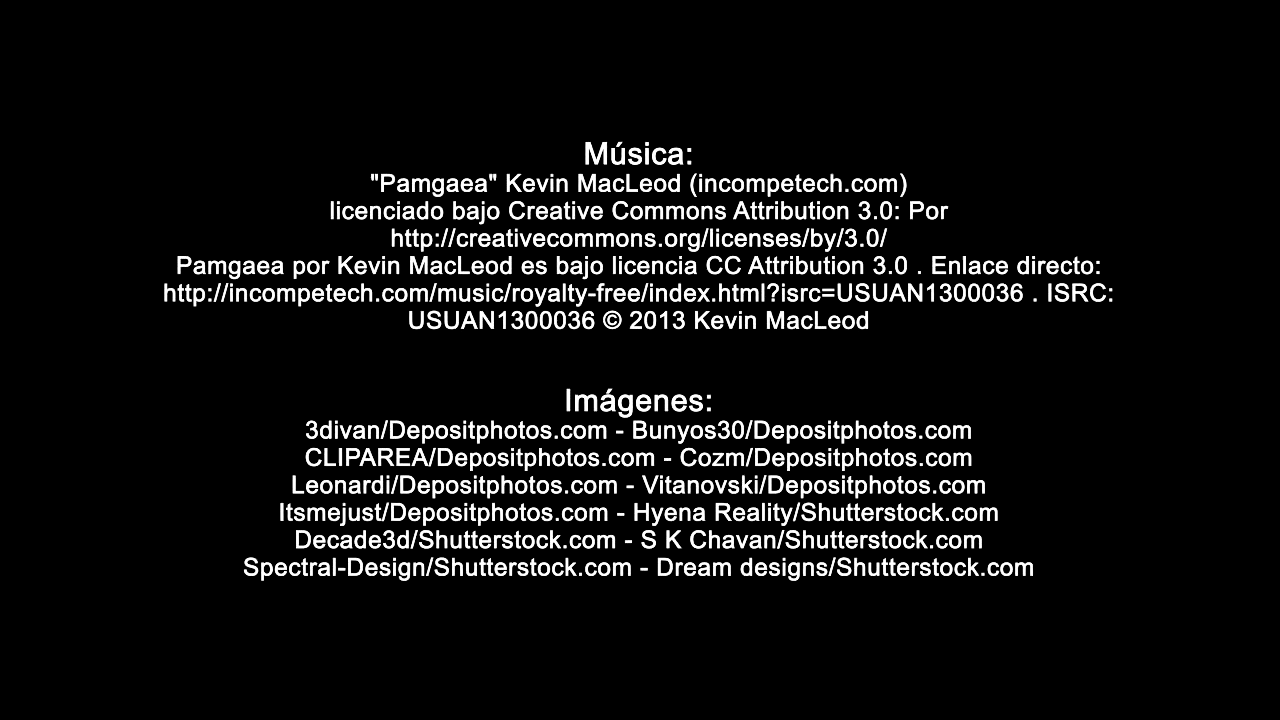 Música:
"Pamgaea" Kevin MacLeod (incompetech.com)
licenciado bajo Creative Commons Attribution 3.0: Por
http://creativecommons.org/licenses/by/3.0/
Pamgaea por Kevin MacLeod es bajo licencia CC Attribution 3.0 . Enlace directo:
http://incompetech.com/music/royalty-free/index.html?isrc=USUAN1300036 . ISRC:
USUAN1300036 © 2013 Kevin MacLeod
Imágenes:
3divan/Depositphotos.com - Bunyos30/Depositphotos.com
CLIPAREA/Depositphotos.com - Cozm/Depositphotos.com
Leonardi/Depositphotos.com - Vitanovski/Depositphotos.com
Itsmejust/Depositphotos.com - Hyena Reality/Shutterstock.com
Decade3d/Shutterstock.com - S K Chavan/Shutterstock.com
Spectral-Design/Shutterstock.com - Dream designs/Shutterstock.com